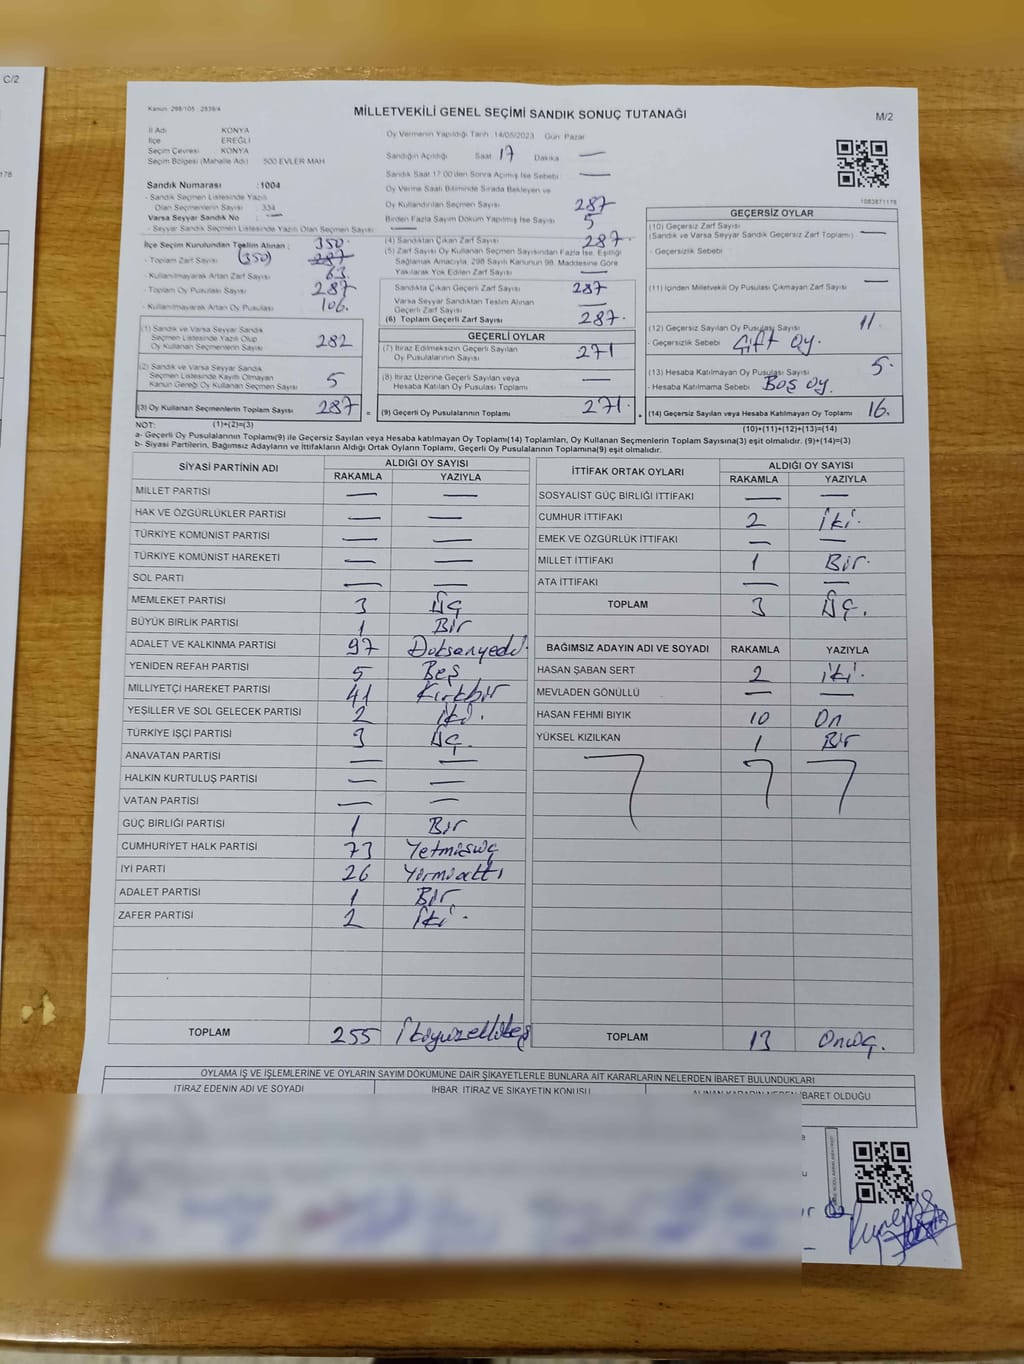 C/2
178
Kanun: 298/105 2839/4
MİLLETVEKİLİ GENEL SEÇİMİ SANDIK SONUÇ TUTANAĞI
M/2
İl Adı KONYA
İlçe EREĞLİ
Seçim Çevresi KONYA
Seçim Bölgesi (Mahalle Adı) 500 EVLER MAH
Sandık Numarası :1004
- Sandık Seçmen Listesinde Yazılı
Olan Seçmenlerin Sayısı : 334
Varsa Seyyar Sandık No : —
- Seyyar Sandık Seçmen Listesinde Yazılı Olan Seçmen Sayısı —
İlçe Seçim Kurulundan Teslim Alınan ; 350
- Toplam Zarf Sayısı (350) 287
- Kullanılmayarak Artan Zarf Sayısı 63
- Toplam Oy Pusulası Sayısı 287
- Kullanılmayarak Artan Oy Pusulası 106.
(1) Sandık ve Varsa Seyyar Sandık
Seçmen Listesinde Yazılı Olup
Oy Kullanan Seçmenlerin Sayısı 282
(2) Sandık ve Varsa Seyyar Sandık
Seçmen Listesinde Kayıtlı Olmayan
Kanun Gereği Oy Kullanan Seçmen Sayısı 5
(3) Oy Kullanan Seçmenlerin Toplam Sayısı 287 =
Oy Vermenin Yapıldığı Tarih 14/05/2023 Gün: Pazar
Sandığın Açıldığı Saat 17 Dakika —
Sandık Saat 17:00'den Sonra Açılmış İse Sebebi —
Oy Verme Saati Bitiminde Sırada Bekleyen ve
Oy Kullandırılan Seçmen Sayısı 287
Birden Fazla Sayım Döküm Yapılmış İse Sayısı 5
(4) Sandıktan Çıkan Zarf Sayısı 287.
(5) Zarf Sayısı Oy Kullanan Seçmen Sayısından Fazla İse, Eşitliği
Sağlamak Amacıyla, 298 Sayılı Kanunun 98. Maddesine Göre
Yakılarak Yok Edilen Zarf Sayısı —
Sandıkta Çıkan Geçerli Zarf Sayısı 287
Varsa Seyyar Sandıktan Teslim Alınan
Geçerli Zarf Sayısı —
(6) Toplam Geçerli Zarf Sayısı 287.
GEÇERLİ OYLAR
(7) İtiraz Edilmeksizin Geçerli Sayılan
Oy Pusulalarının Sayısı 271
(8) İtiraz Üzerine Geçerli Sayılan veya
Hesaba Katılan Oy Pusulası Toplamı —
(9) Geçerli Oy Pusulalarının Toplamı 271. +
1083871178
GEÇERSİZ OYLAR
(10) Geçersiz Zarf Sayısı
(Sandık ve Varsa Seyyar Sandık Geçersiz Zarf Toplamı) —
- Geçersizlik Sebebi
(11) İçinden Milletvekili Oy Pusulası Çıkmayan Zarf Sayısı —
(12) Geçersiz Sayılan Oy Pusulası Sayısı 11.
- Geçersizlik Sebebi Çift oy.
(13) Hesaba Katılmayan Oy Pusulası Sayısı 5.
- Hesaba Katılmama Sebebi Boş oy.
(14) Geçersiz Sayılan veya Hesaba Katılmayan Oy Toplamı 16.
NOT: (1)+(2)=(3)
(10)+(11)+(12)+(13)=(14)
a- Geçerli Oy Pusulalarının Toplamı(9) ile Geçersiz Sayılan veya Hesaba katılmayan Oy Toplamı(14) Toplamları, Oy Kullanan Seçmenlerin Toplam Sayısına(3) eşit olmalıdır. (9)+(14)=(3)
b- Siyasi Partilerin, Bağımsız Adayların ve İttifakların Aldığı Ortak Oyların Toplamı, Geçerli Oy Pusulalarının Toplamına(9) eşit olmalıdır.
SİYASİ PARTİNİN ADI
ALDIĞI OY SAYISI
RAKAMLA YAZIYLA
MİLLET PARTİSİ — —
HAK VE ÖZGÜRLÜKLER PARTİSİ — —
TÜRKİYE KOMÜNİST PARTİSİ — —
TÜRKİYE KOMÜNİST HAREKETİ — —
SOL PARTİ — —
MEMLEKET PARTİSİ 3 Üç
BÜYÜK BİRLİK PARTİSİ 1 Bir
ADALET VE KALKINMA PARTİSİ 97 Doksanyedi.
YENİDEN REFAH PARTİSİ 5 Beş
MİLLİYETÇİ HAREKET PARTİSİ 41 Kırkbir
YEŞİLLER VE SOL GELECEK PARTİSİ 2 İki.
TÜRKİYE İŞÇİ PARTİSİ 3 Üç.
ANAVATAN PARTİSİ — —
HALKIN KURTULUŞ PARTİSİ — —
VATAN PARTİSİ — —
GÜÇ BİRLİĞİ PARTİSİ 1 Bir
CUMHURİYET HALK PARTİSİ 73 Yetmişüç
İYİ PARTİ 26 Yirmialtı
ADALET PARTİSİ 1 Bir
ZAFER PARTİSİ 2 İki.
TOPLAM 255 İkiyüzellibeş
İTTİFAK ORTAK OYLARI
ALDIĞI OY SAYISI
RAKAMLA YAZIYLA
SOSYALİST GÜÇ BİRLİĞİ İTTİFAKI — —
CUMHUR İTTİFAKI 2 İki.
EMEK VE ÖZGÜRLÜK İTTİFAKI — —
MİLLET İTTİFAKI 1 Bir.
ATA İTTİFAKI — —
TOPLAM 3 Üç.
BAĞIMSIZ ADAYIN ADI VE SOYADI RAKAMLA YAZIYLA
HASAN ŞABAN SERT 2 İki.
MEVLADEN GÖNÜLLÜ — —
HASAN FEHMİ BIYIK 10 On
YÜKSEL KIZILKAN 1 Bir
TOPLAM 13 Onüç.
OYLAMA İŞ VE İŞLEMLERİNE VE OYLARIN SAYIM DÖKÜMÜNE DAİR ŞİKAYETLERLE BUNLARA AİT KARARLARIN NELERDEN İBARET BULUNDUKLARI
İTİRAZ EDENİN ADI VE SOYADI
İHBAR, İTİRAZ VE ŞİKAYETİN KONUSU
ALINAN KARARIN NEDEN İBARET OLDUĞU